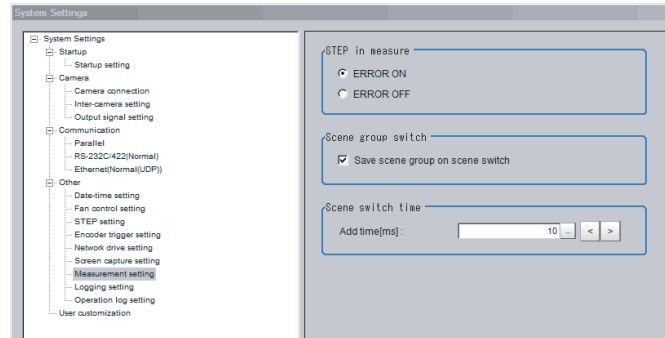 System Settings
System Settings
Startup
Startup setting
Camera
Camera connection
Inter-camera setting
Output signal setting
Communication
Parallel
RS-232C/422(Normal)
Ethernet(Normal(UDP))
Other
Date-time setting
Fan control setting
STEP setting
Encoder trigger setting
Network drive setting
Screen capture setting
Measurement setting
Logging setting
Operation log setting
User customization
STEP in measure
ERROR ON
ERROR OFF
Scene group switch
Save scene group on scene switch
Scene switch time
Add time[ms] : 10 .. < >